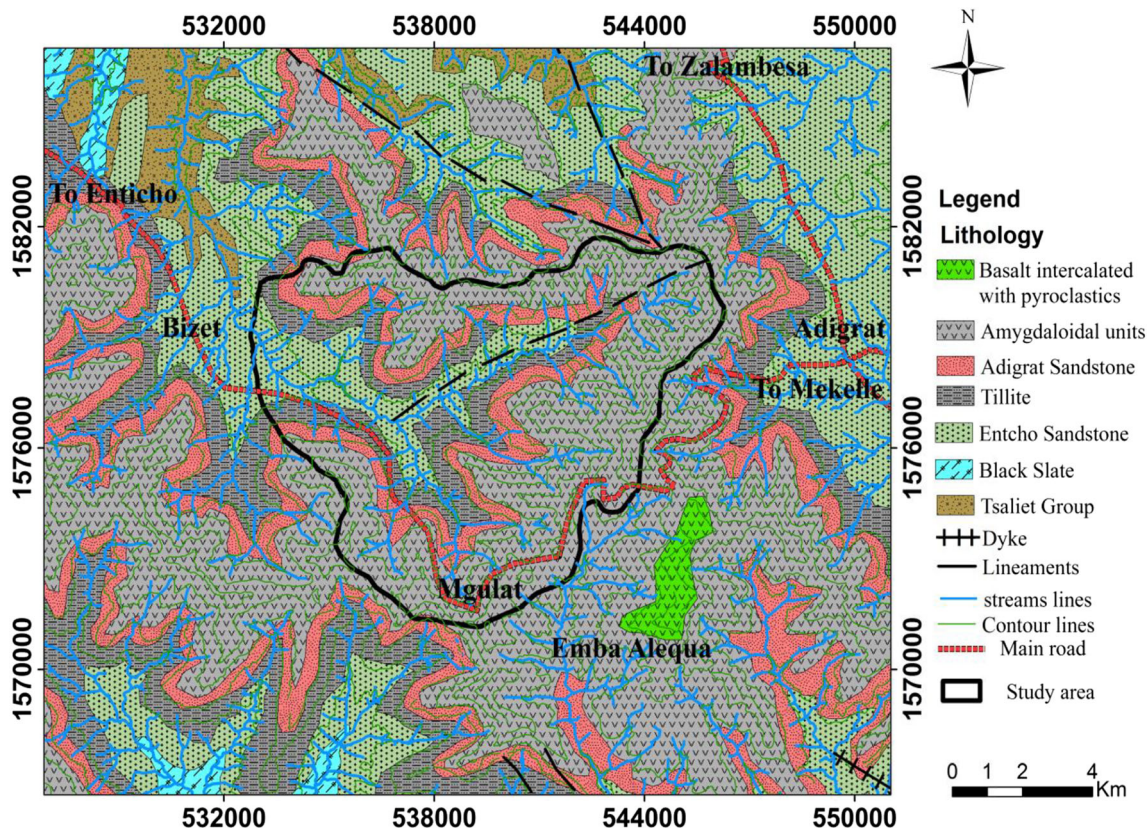 532000 538000 544000 550000
N
To Zalambesa
To Enticho
1582000
1582000
Bizet
Adigrat
To Mekelle
1576000
1576000
Mgulat
Emba Alequa
1570000
1570000
532000 538000 544000 550000
Legend
Lithology
Basalt intercalated
with pyroclastics
Amygdaloidal units
Adigrat Sandstone
Tillite
Entcho Sandstone
Black Slate
Tsaliet Group
Dyke
Lineaments
streams lines
Contour lines
Main road
Study area
0 1 2 4
Km